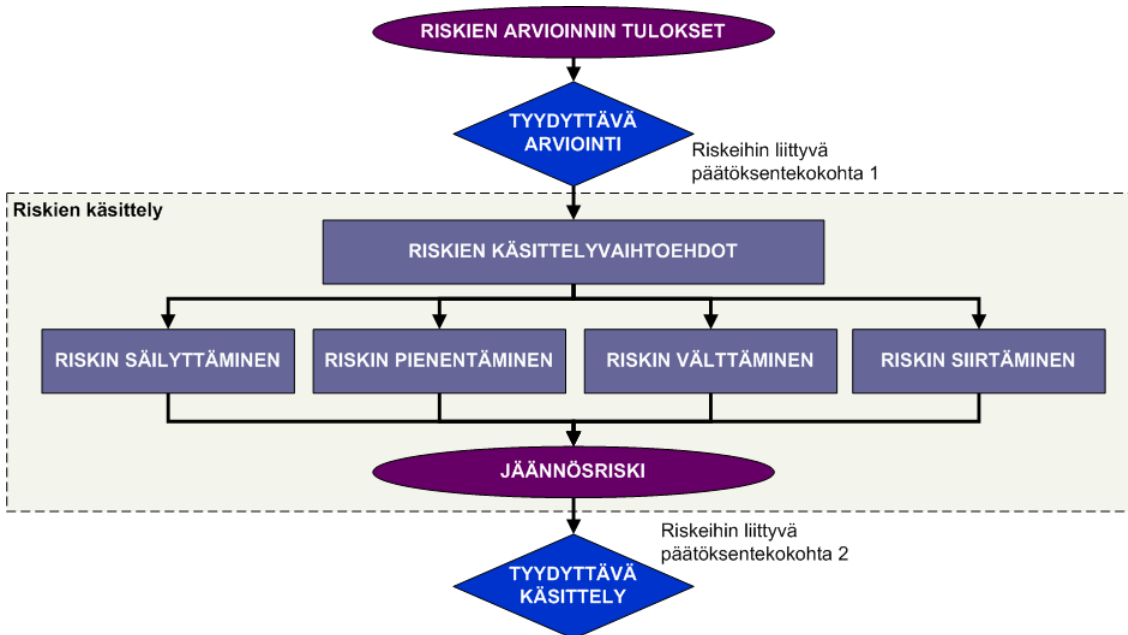 RISKIEN ARVIOINNIN TULOKSET
TYYDYTTÄVÄ
ARVIOINTI
Riskeihin liittyvä
päätöksentekokohta 1
Riskien käsittely
RISKIEN KÄSITTELYVAIHTOEHDOT
RISKIN SÄILYTTÄMINEN
RISKIN PIENENTÄMINEN
RISKIN VÄLTTÄMINEN
RISKIN SIIRTÄMINEN
JÄÄNNÖSRISKI
Riskeihin liittyvä
päätöksentekokohta 2
TYYDYTTÄVÄ
KÄSITTELY